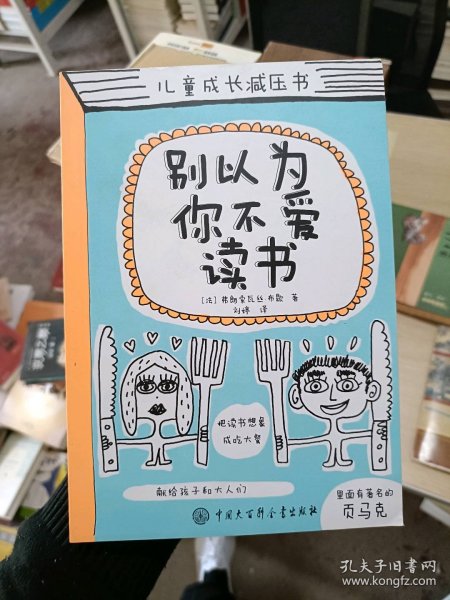 儿童成长减压书
别以为
你不爱
读书
[法] 弗朗索瓦丝·布歇 著
刘婷 译
把读书想象
成吃大餐
献给孩子和大人们
里面有著名的
页马克
中国大百科全书出版社
孔夫子旧书网
www.kongfz.com